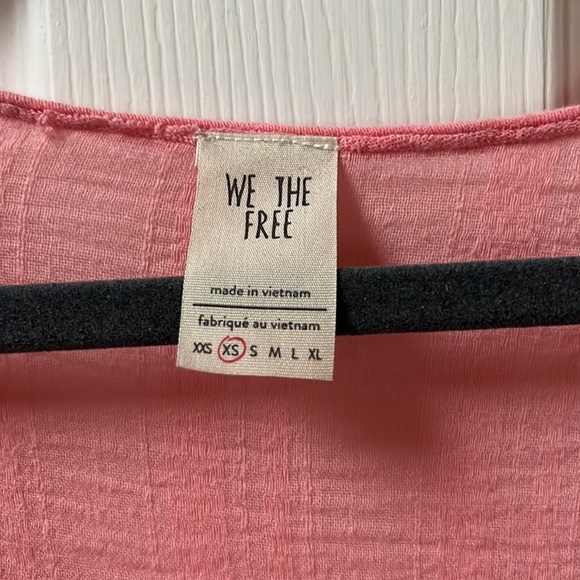 WE THE
FREE
made in vietnam
fabriqué au vietnam
XXS XS S M L XL